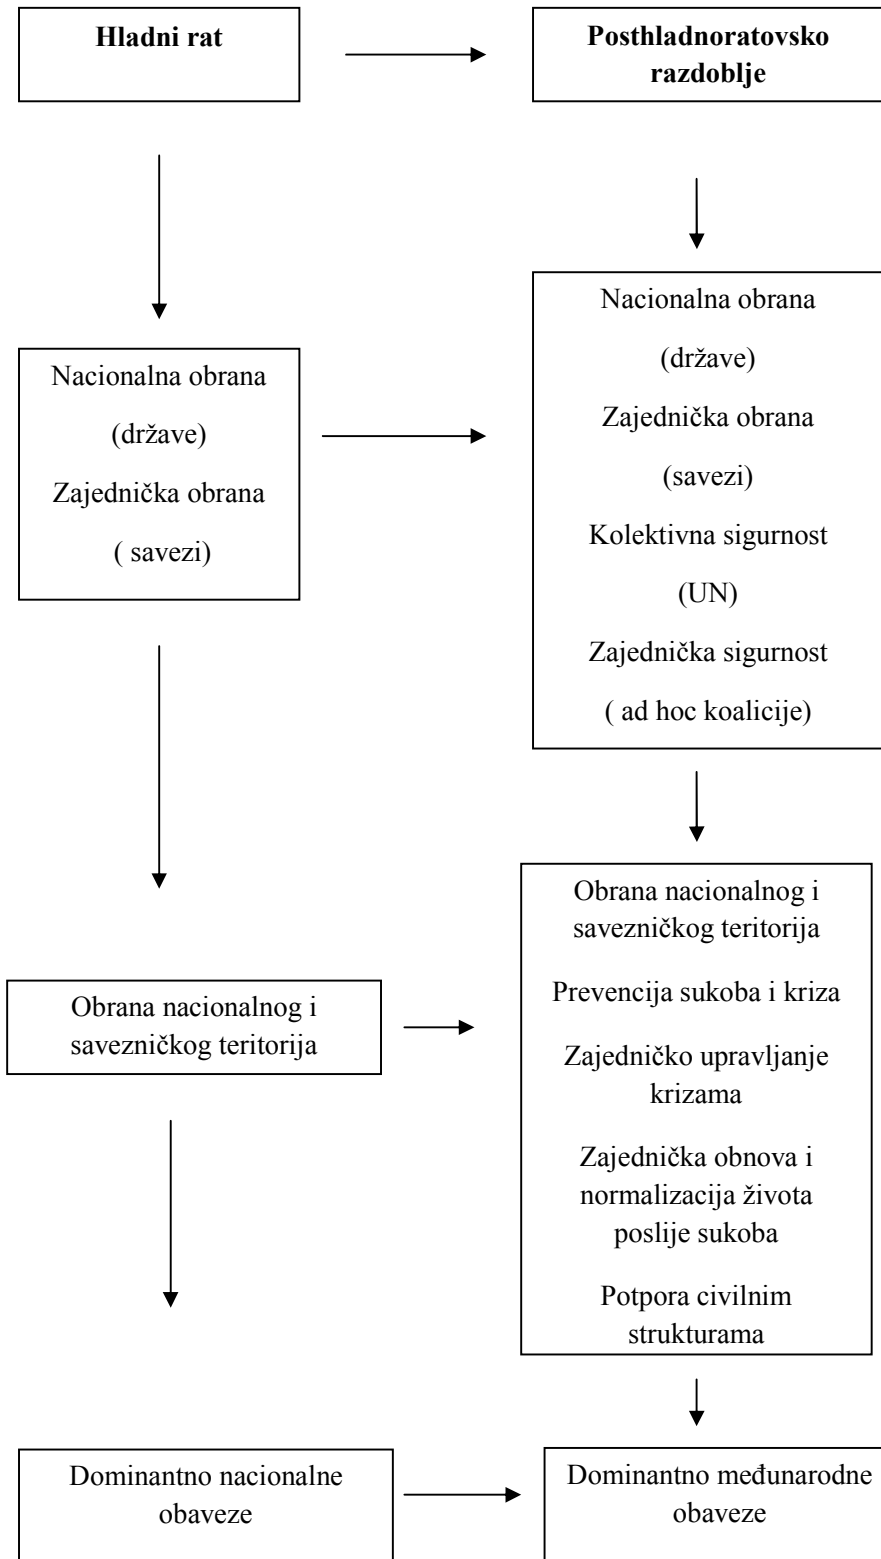 Hladni rat
Posthladnoratovsko
razdoblje
Nacionalna obrana
(države)
Zajednička obrana
( savezi)
Nacionalna obrana
(države)
Zajednička obrana
(savezi)
Kolektivna sigurnost
(UN)
Zajednička sigurnost
( ad hoc koalicije)
Obrana nacionalnog i
savezničkog teritorija
Obrana nacionalnog i
savezničkog teritorija
Prevencija sukoba i kriza
Zajedničko upravljanje
krizama
Zajednička obnova i
normalizacija života
poslije sukoba
Potpora civilnim
strukturama
Dominantno nacionalne
obaveze
Dominantno međunarodne
obaveze